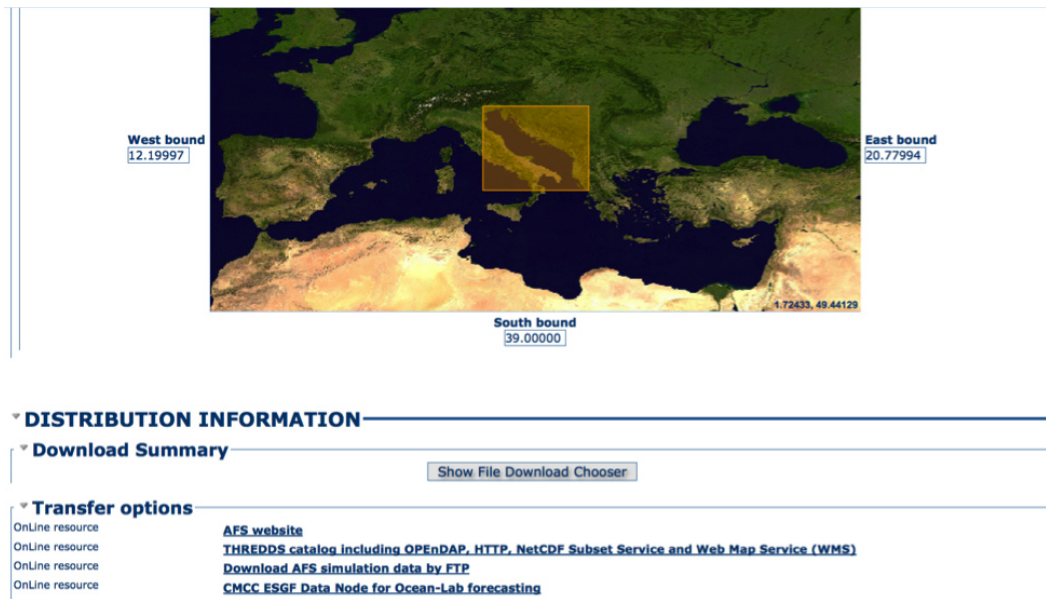 West bound
12.19997
East bound
20.77994
1.72433, 49.44129
South bound
39.00000
DISTRIBUTION INFORMATION
Download Summary
Show File Download Chooser
Transfer options
OnLine resource AFS website
OnLine resource THREDDS catalog including OPEnDAP, HTTP, NetCDF Subset Service and Web Map Service (WMS)
OnLine resource Download AFS simulation data by FTP
OnLine resource CMCC ESGF Data Node for Ocean-Lab forecasting